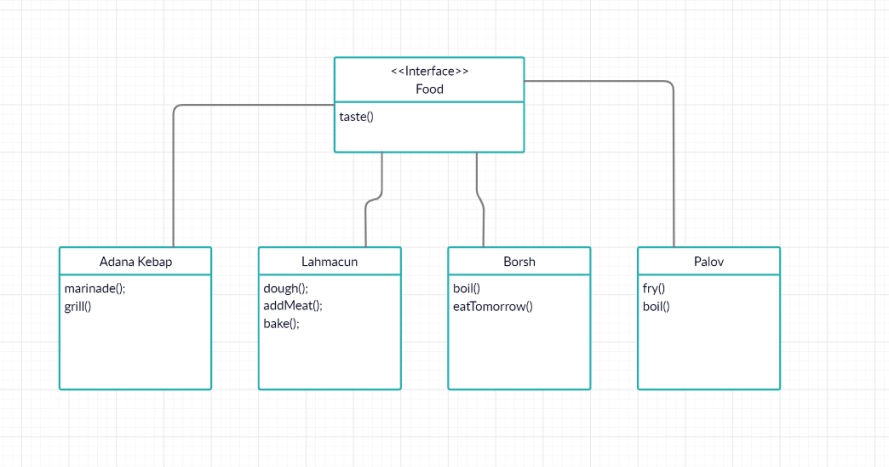 <<Interface>>
Food
taste()
Adana Kebap
marinade();
grill()
Lahmacun
dough();
addMeat();
bake();
Borsh
boil()
eatTomorrow()
Palov
fry()
boil()